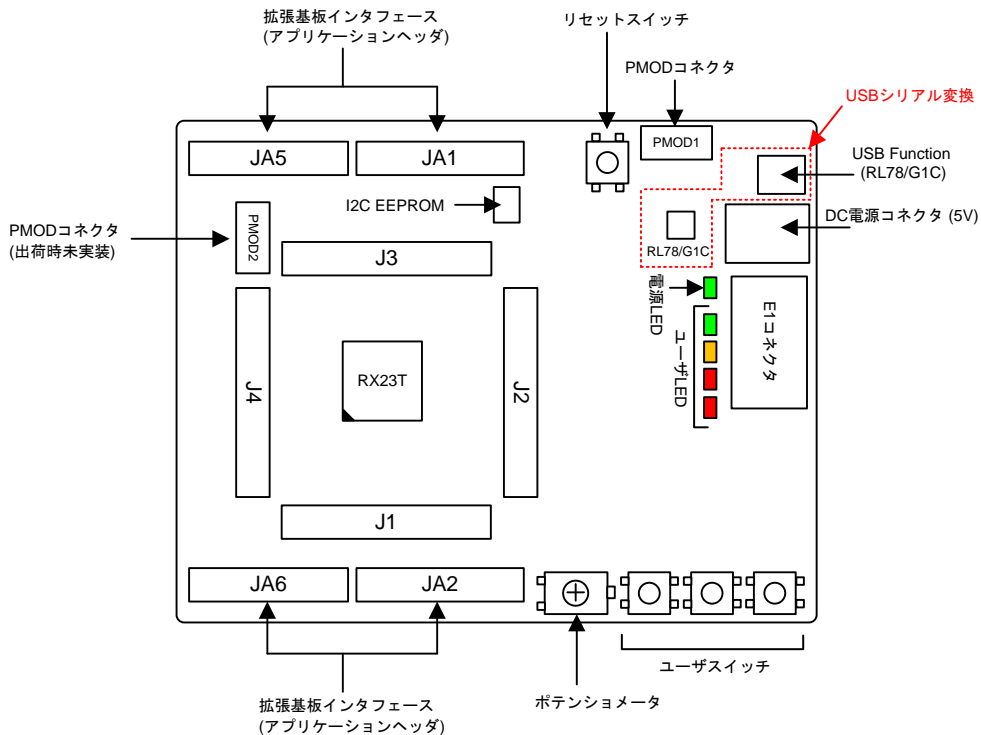 拡張基板インタフェース
(アプリケーションヘッダ)
リセットスイッチ
PMODコネクタ
USBシリアル変換
JA5
JA1
PMOD1
USB Function
(RL78/G1C)
I2C EEPROM
DC電源コネクタ (5V)
PMODコネクタ
(出荷時未実装)
PMOD2
J3
RL78/G1C
電源LED
E1コネクタ
ユーザLED
J4
RX23T
J2
J1
JA6
JA2
ユーザスイッチ
ポテンショメータ
拡張基板インタフェース
(アプリケーションヘッダ)